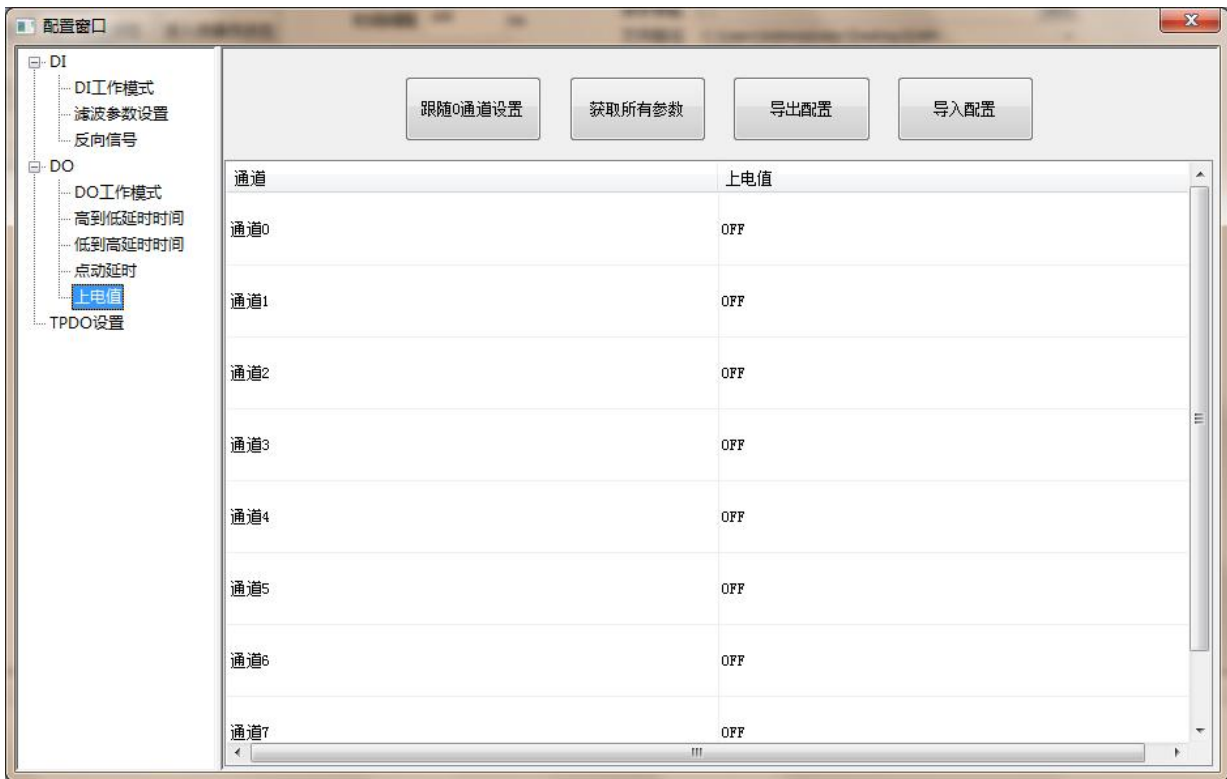 配置窗口
DI
DI工作模式
滤波参数设置
反向信号
DO
DO工作模式
高到低延时时间
低到高延时时间
点动延时
上电值
TPDO设置
跟随0通道设置 获取所有参数 导出配置 导入配置
通道 上电值
通道0 OFF
通道1 OFF
通道2 OFF
通道3 OFF
通道4 OFF
通道5 OFF
通道6 OFF
通道7 OFF